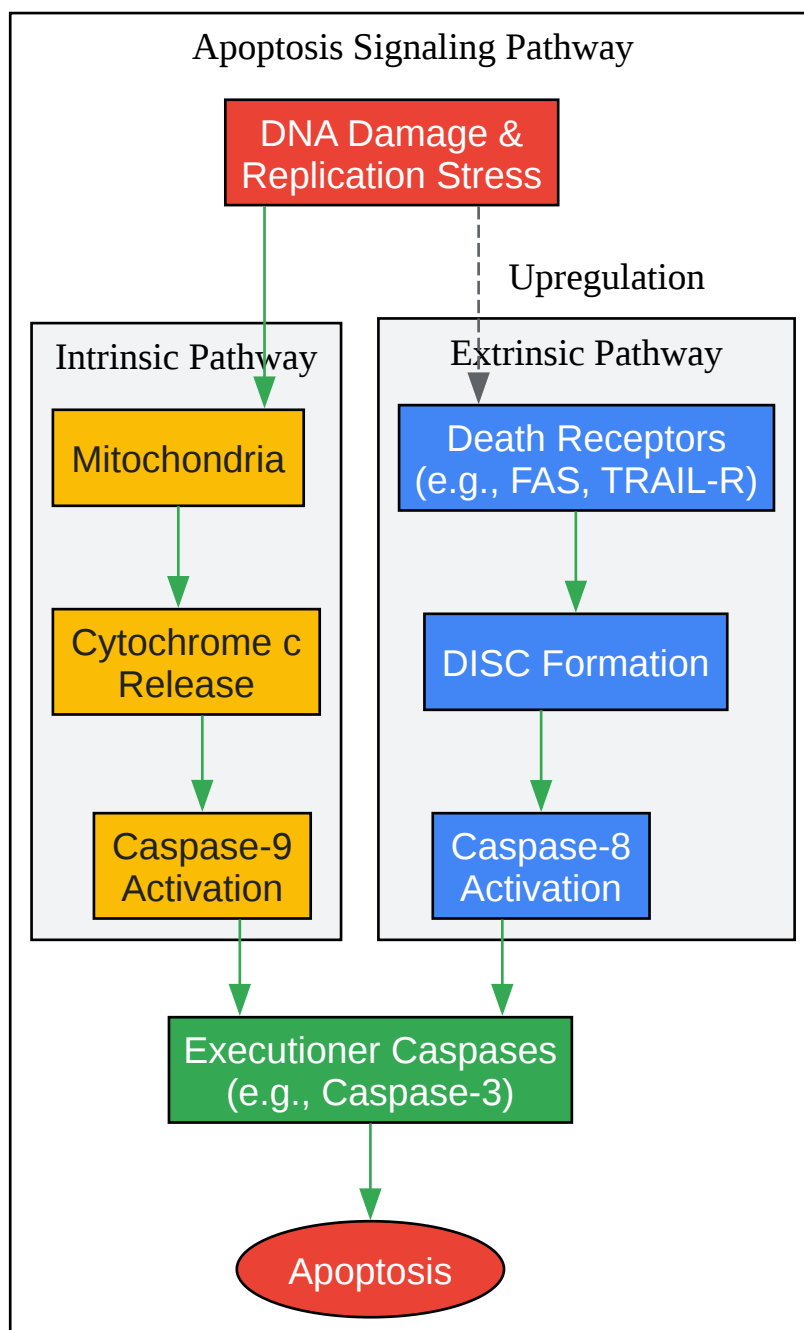 Apoptosis Signaling Pathway
DNA Damage &
Replication Stress
Upregulation
Intrinsic Pathway
Extrinsic Pathway
Mitochondria
Death Receptors
(e.g., FAS, TRAIL-R)
Cytochrome c
Release
DISC Formation
Caspase-9
Activation
Caspase-8
Activation
Executioner Caspases
(e.g., Caspase-3)
Apoptosis